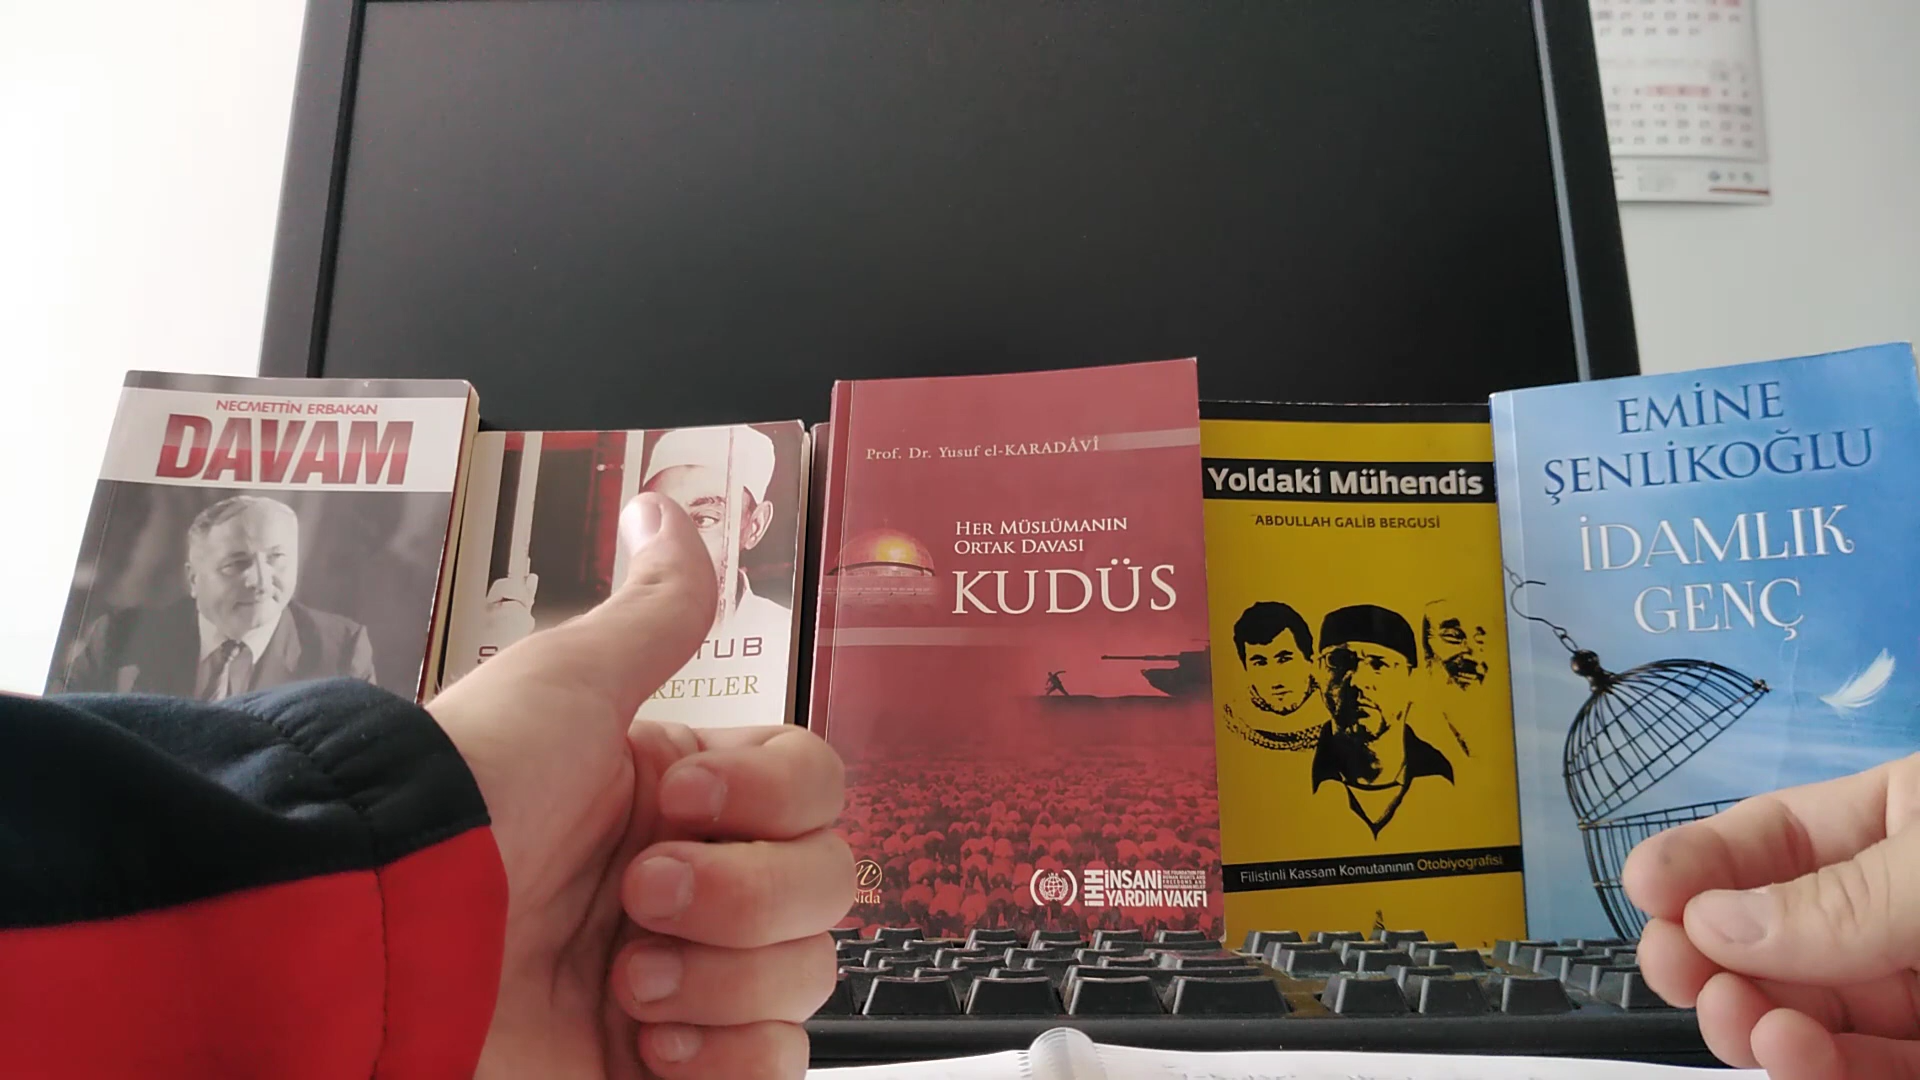 NECMETTİN ERBAKAN
DAVAM
TUB
RETLER
Prof. Dr. Yusuf el-KARADÂVÎ
HER MÜSLÜMANIN
ORTAK DAVASI
KUDÜS
Nida
İHH İNSANİ
YARDIM VAKFI
Yoldaki Mühendis
ABDULLAH GALİB BERGUSİ
Filistinli Kassam Komutanının Otobiyografisi
EMİNE
ŞENLİKOĞLU
İDAMLIK
GENÇ